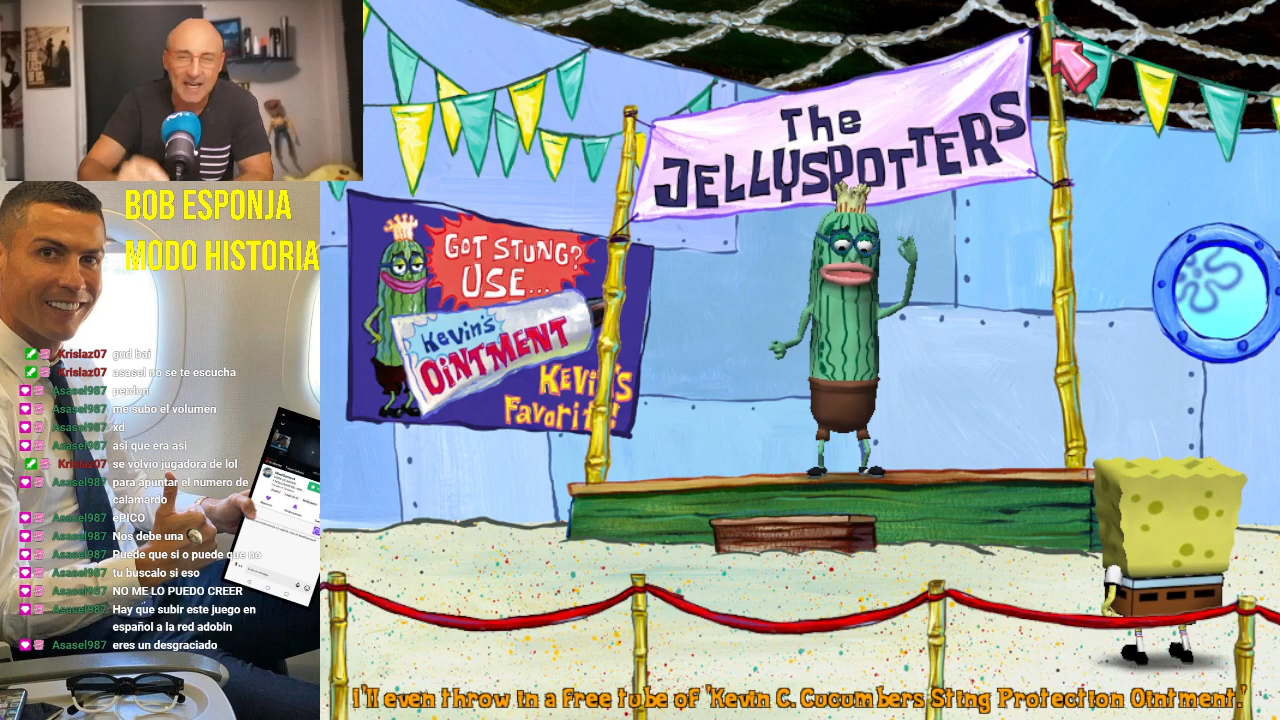 BOB ESPONJA
MODO HISTORIA
Krislaz07 gud bai
Krislaz07 asasel no se te escucha
Asasel987 perdon
Asasel987 me subo el volumen
Asasel987 xd
Asasel987 asi que era asi
Krislaz07 se volvio jugadora de lol
Asasel987 para apuntar el numero de
calamardo
Asasel987 ePICO
Asasel987 Nos debe una
Asasel987 Puede que si o puede que no
Asasel987 tu buscalo si eso
Asasel987 NO ME LO PUEDO CREER
Asasel987 Hay que subir este juego en
español a la red adobin
Asasel987 eres un desgraciado
The
JELLYSPOTTERS
GOT STUNG?
USE...
KEVIN'S
OINTMENT
KEVIN'S
FAVORITE!
I'll even throw in a free tube of 'Kevin C. Cucumbers Sting Protection Ointment.'